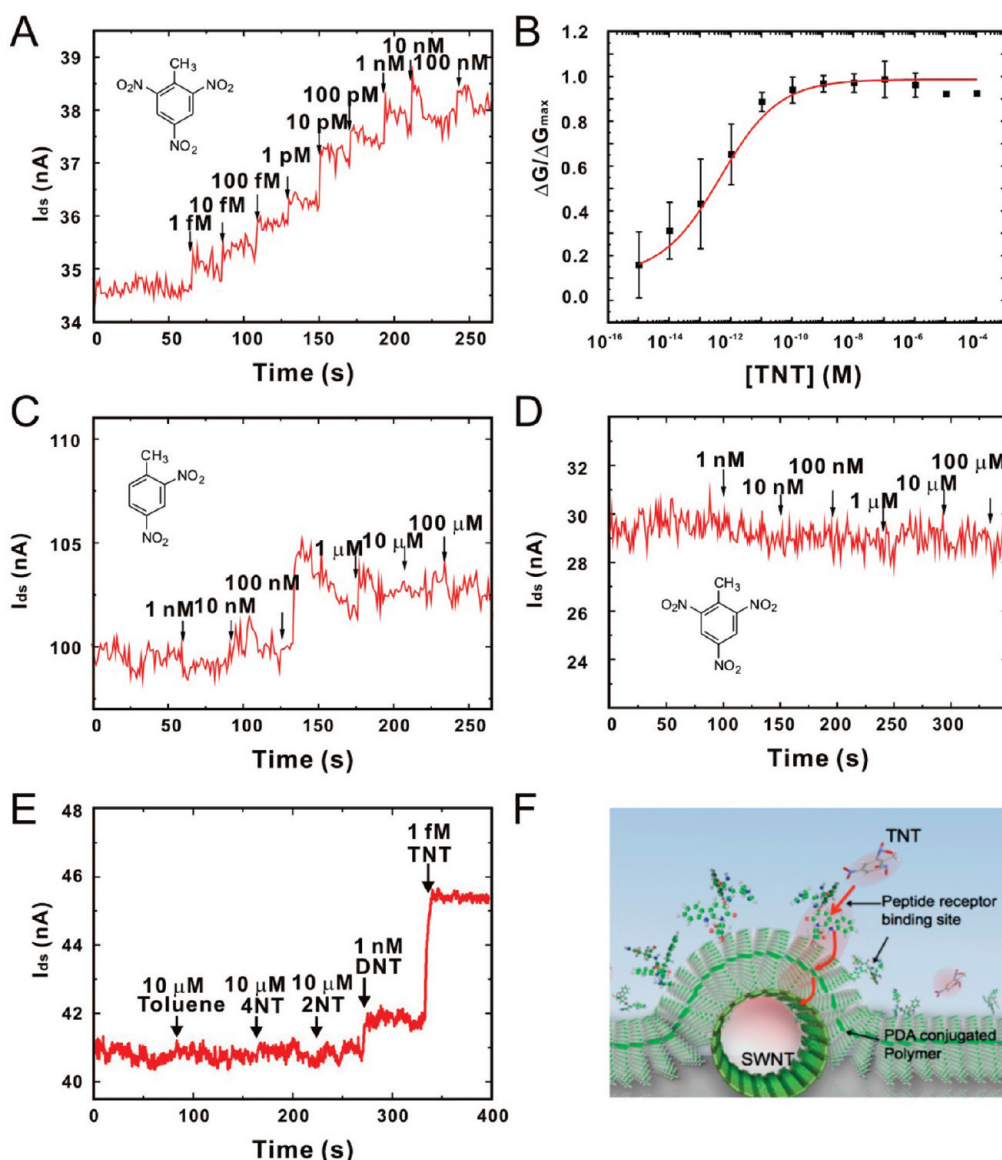 A
CH₃
NO₂
NO₂
NO₂
1 fM
10 fM
100 fM
1 pM
10 pM
100 pM
1 nM
10 nM
100 nM
39
38
37
36
35
34
Ids (nA)
0
50
100
150
200
250
Time (s)
B
1.2
1.0
0.8
0.6
0.4
0.2
0.0
ΔG/ΔGmax
10⁻¹⁶
10⁻¹⁴
10⁻¹²
10⁻¹⁰
10⁻⁸
10⁻⁶
10⁻⁴
[TNT] (M)
C
CH₃
NO₂
NO₂
1 nM
10 nM
100 nM
1 μM
10 μM
100 μM
110
105
100
Ids (nA)
0
50
100
150
200
250
Time (s)
D
1 nM
10 nM
100 nM
1 μM
10 μM
100 μM
CH₃
NO₂
NO₂
NO₂
32
30
28
26
24
Ids (nA)
0
50
100
150
200
250
300
Time (s)
E
10 μM
Toluene
10 μM
4NT
10 μM
2NT
1 nM
DNT
1 fM
TNT
48
46
44
42
40
Ids (nA)
0
100
200
300
400
Time (s)
F
TNT
Peptide receptor
binding site
SWNT
PDA conjugated
Polymer